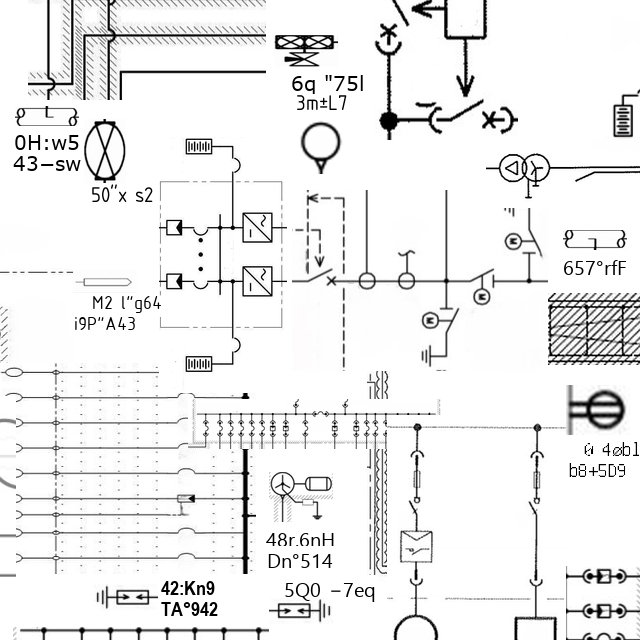 6q "75l
3m±L7
0H:w5
43−sw
50"x s2
657°rfF
M2 l"g64
i9P"A43
4øbl
b8+5D9
48r.6nH
Dn°514
42:Kn9
TA°942
5Q0 −7eq